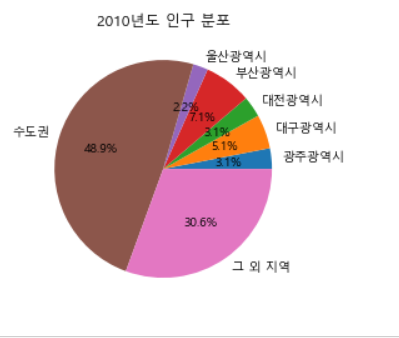 2010년도 인구 분포
울산광역시
부산광역시
대전광역시
대구광역시
광주광역시
수도권
그 외 지역
2.2%
7.1%
3.1%
5.1%
3.1%
48.9%
30.6%